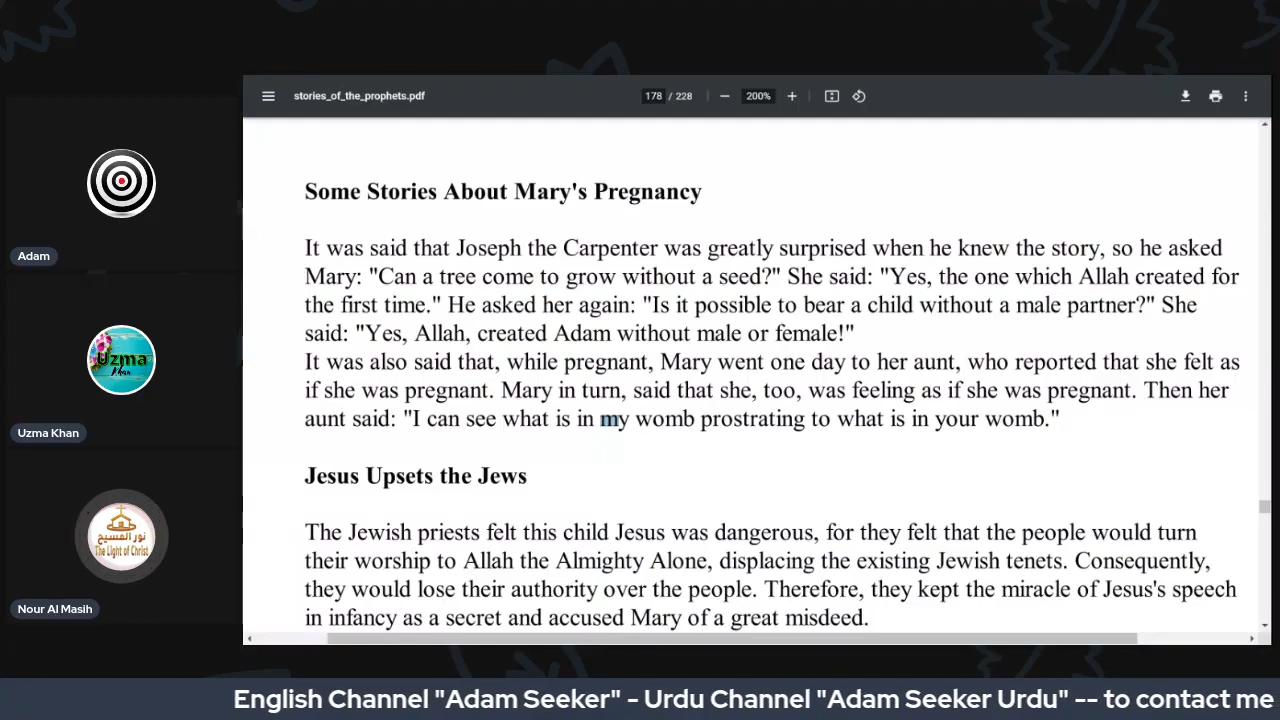 stories_of_the_prophets.pdf
178 / 228
200%
Some Stories About Mary's Pregnancy
It was said that Joseph the Carpenter was greatly surprised when he knew the story, so he asked
Mary: "Can a tree come to grow without a seed?" She said: "Yes, the one which Allah created for
the first time." He asked her again: "Is it possible to bear a child without a male partner?" She
said: "Yes, Allah, created Adam without male or female!"
It was also said that, while pregnant, Mary went one day to her aunt, who reported that she felt as
if she was pregnant. Mary in turn, said that she, too, was feeling as if she was pregnant. Then her
aunt said: "I can see what is in my womb prostrating to what is in your womb."
Jesus Upsets the Jews
The Jewish priests felt this child Jesus was dangerous, for they felt that the people would turn
their worship to Allah the Almighty Alone, displacing the existing Jewish tenets. Consequently,
they would lose their authority over the people. Therefore, they kept the miracle of Jesus's speech
in infancy as a secret and accused Mary of a great misdeed.
Adam
Uzma
Khan
Uzma Khan
نور المسيح
The Light of Christ
Nour Al Masih
English Channel "Adam Seeker" - Urdu Channel "Adam Seeker Urdu" -- to contact me